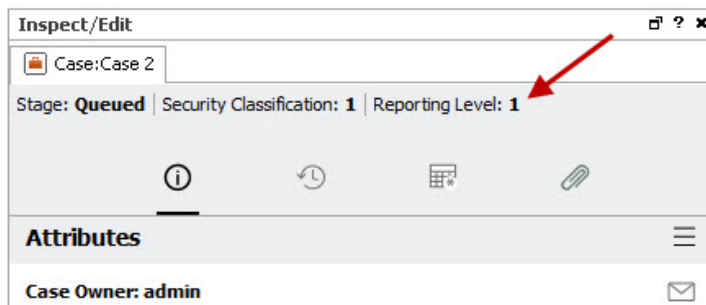 Inspect/Edit
Case:Case 2
Stage: Queued | Security Classification: 1 | Reporting Level: 1
Attributes
Case Owner: admin